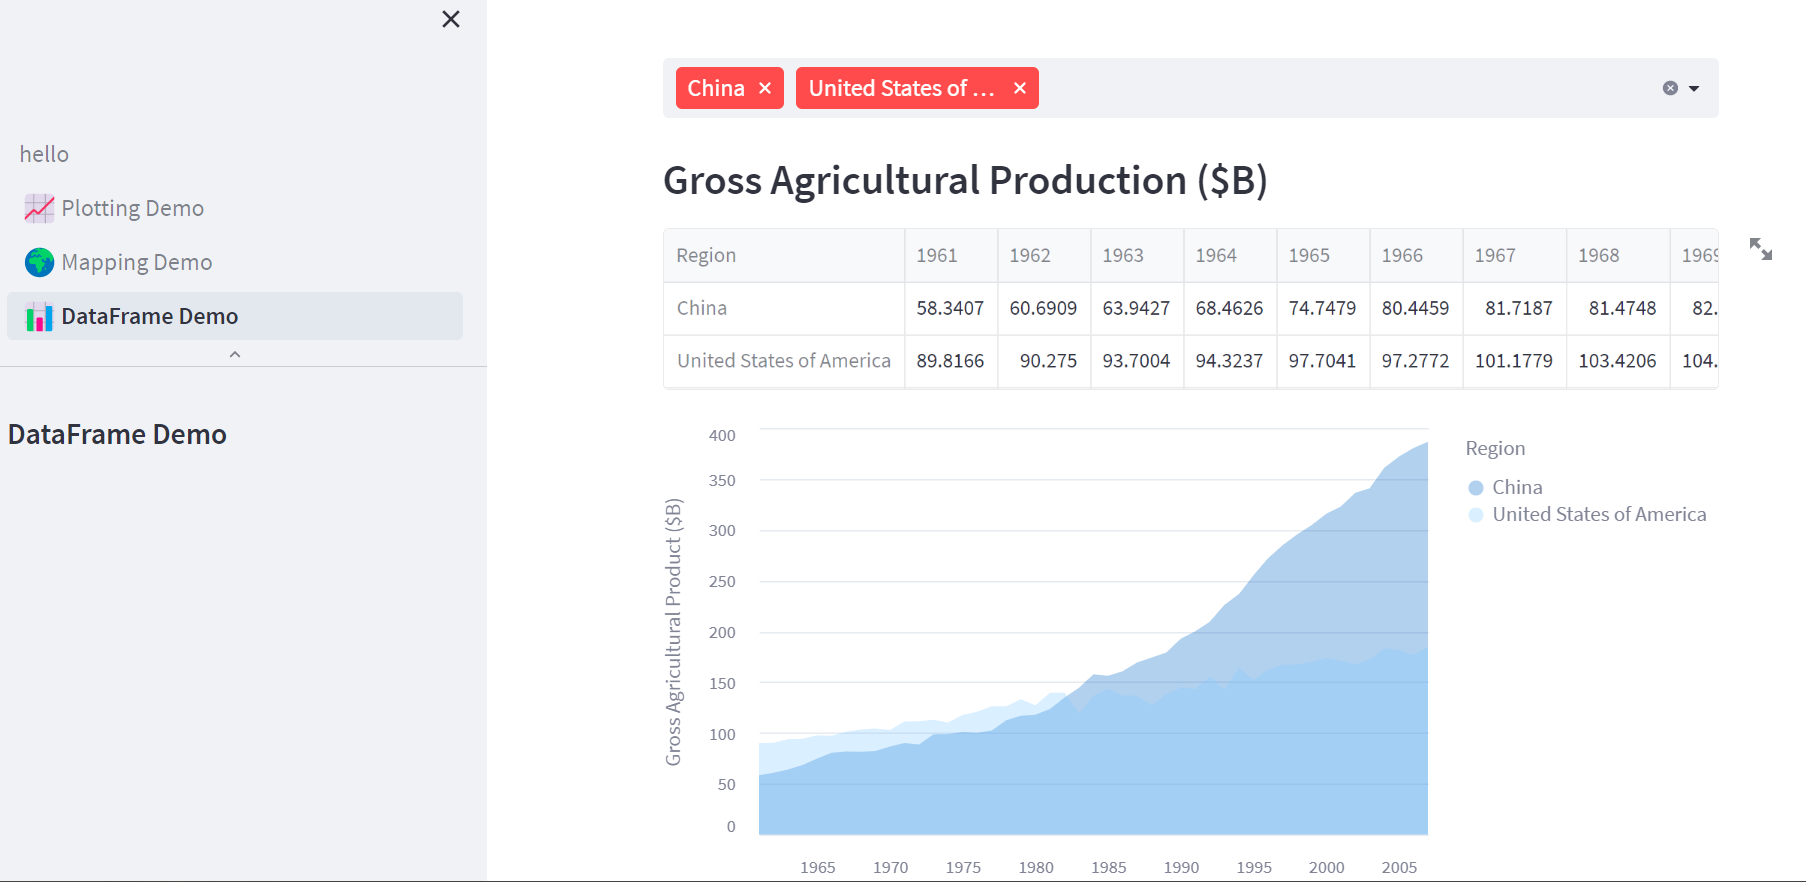 hello
Plotting Demo
Mapping Demo
DataFrame Demo
DataFrame Demo
China
United States of ...
Gross Agricultural Production ($B)
Region 1961 1962 1963 1964 1965 1966 1967 1968 1969
China 58.3407 60.6909 63.9427 68.4626 74.7479 80.4459 81.7187 81.4748 82.
United States of America 89.8166 90.275 93.7004 94.3237 97.7041 97.2772 101.1779 103.4206 104.
Gross Agricultural Product ($B)
400
350
300
250
200
150
100
50
0
1965 1970 1975 1980 1985 1990 1995 2000 2005
Region
China
United States of America